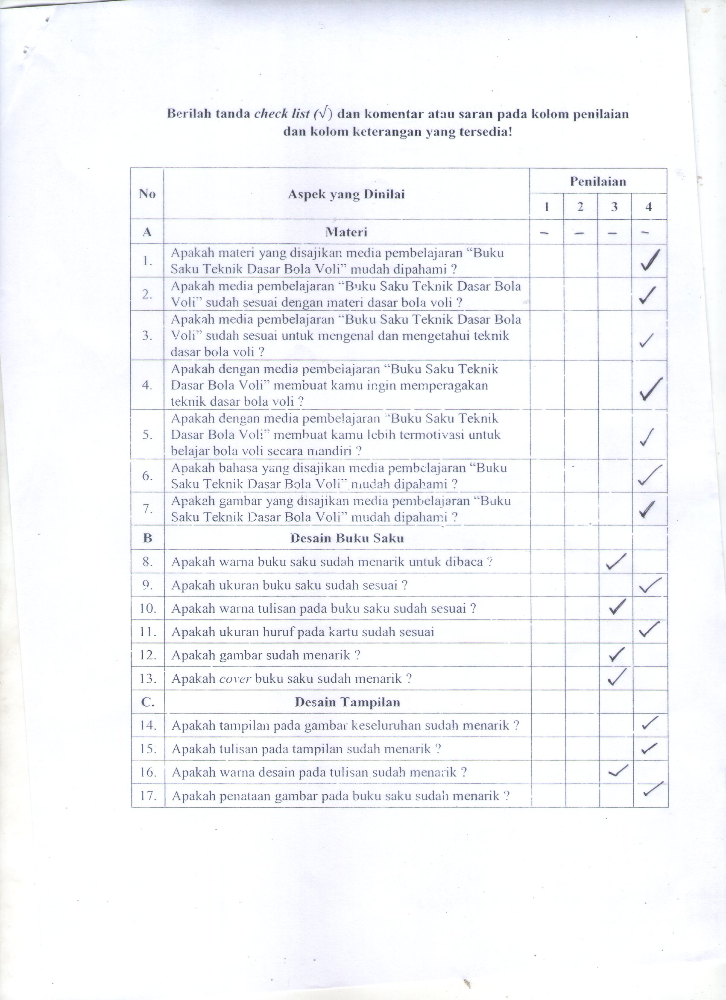 Berilah tanda check list (√) dan komentar atau saran pada kolom penilaian
dan kolom keterangan yang tersedia!
No Aspek yang Dinilai Penilaian
1 2 3 4
A Materi – – – –
1. Apakah materi yang disajikan media pembelajaran “Buku
Saku Teknik Dasar Bola Voli” mudah dipahami ? ✓
2. Apakah media pembelajaran “Buku Saku Teknik Dasar Bola
Voli” sudah sesuai dengan materi dasar bola voli ? ✓
3. Apakah media pembelajaran “Buku Saku Teknik Dasar Bola
Voli” sudah sesuai untuk mengenal dan mengetahui teknik
dasar bola voli ? ✓
4. Apakah dengan media pembelajaran “Buku Saku Teknik
Dasar Bola Voli” membuat kamu ingin memperagakan
teknik dasar bola voli ? ✓
5. Apakah dengan media pembelajaran “Buku Saku Teknik
Dasar Bola Voli” membuat kamu lebih termotivasi untuk
belajar bola voli secara mandiri ? ✓
6. Apakah bahasa yang disajikan media pembelajaran “Buku
Saku Teknik Dasar Bola Voli” mudah dipahami ? ✓
7. Apakah gambar yang disajikan media pembelajaran “Buku
Saku Teknik Dasar Bola Voli” mudah dipahami ? ✓
B Desain Buku Saku
8. Apakah warna buku saku sudah menarik untuk dibaca ? ✓
9. Apakah ukuran buku saku sudah sesuai ? ✓
10. Apakah warna tulisan pada buku saku sudah sesuai ? ✓
11. Apakah ukuran huruf pada kartu sudah sesuai ✓
12. Apakah gambar sudah menarik ? ✓
13. Apakah cover buku saku sudah menarik ? ✓
C. Desain Tampilan
14. Apakah tampilan pada gambar keseluruhan sudah menarik ? ✓
15. Apakah tulisan pada tampilan sudah menarik ? ✓
16. Apakah warna desain pada tulisan sudah menarik ? ✓
17. Apakah penataan gambar pada buku saku sudah menarik ? ✓